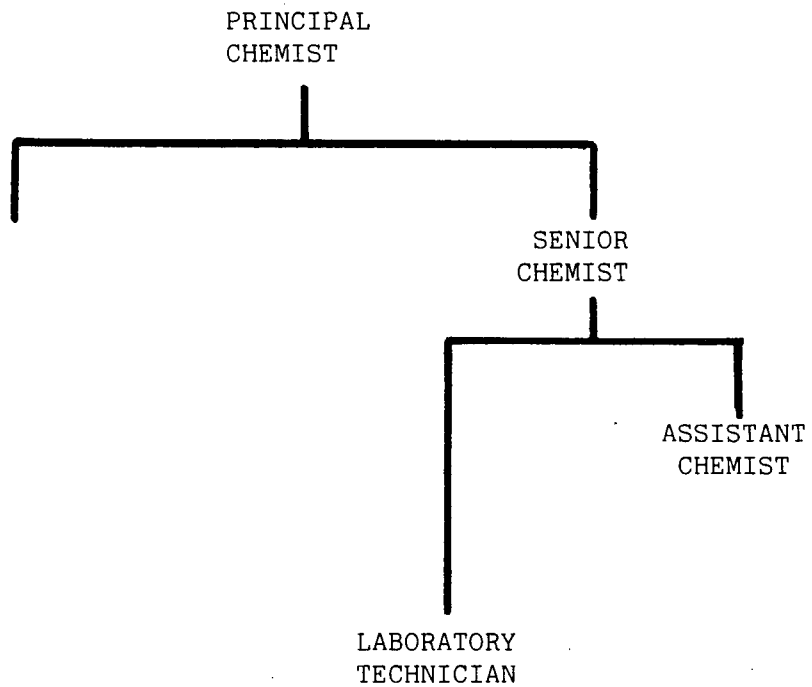 PRINCIPAL
CHEMIST
SENIOR
CHEMIST
ASSISTANT
CHEMIST
LABORATORY
TECHNICIAN